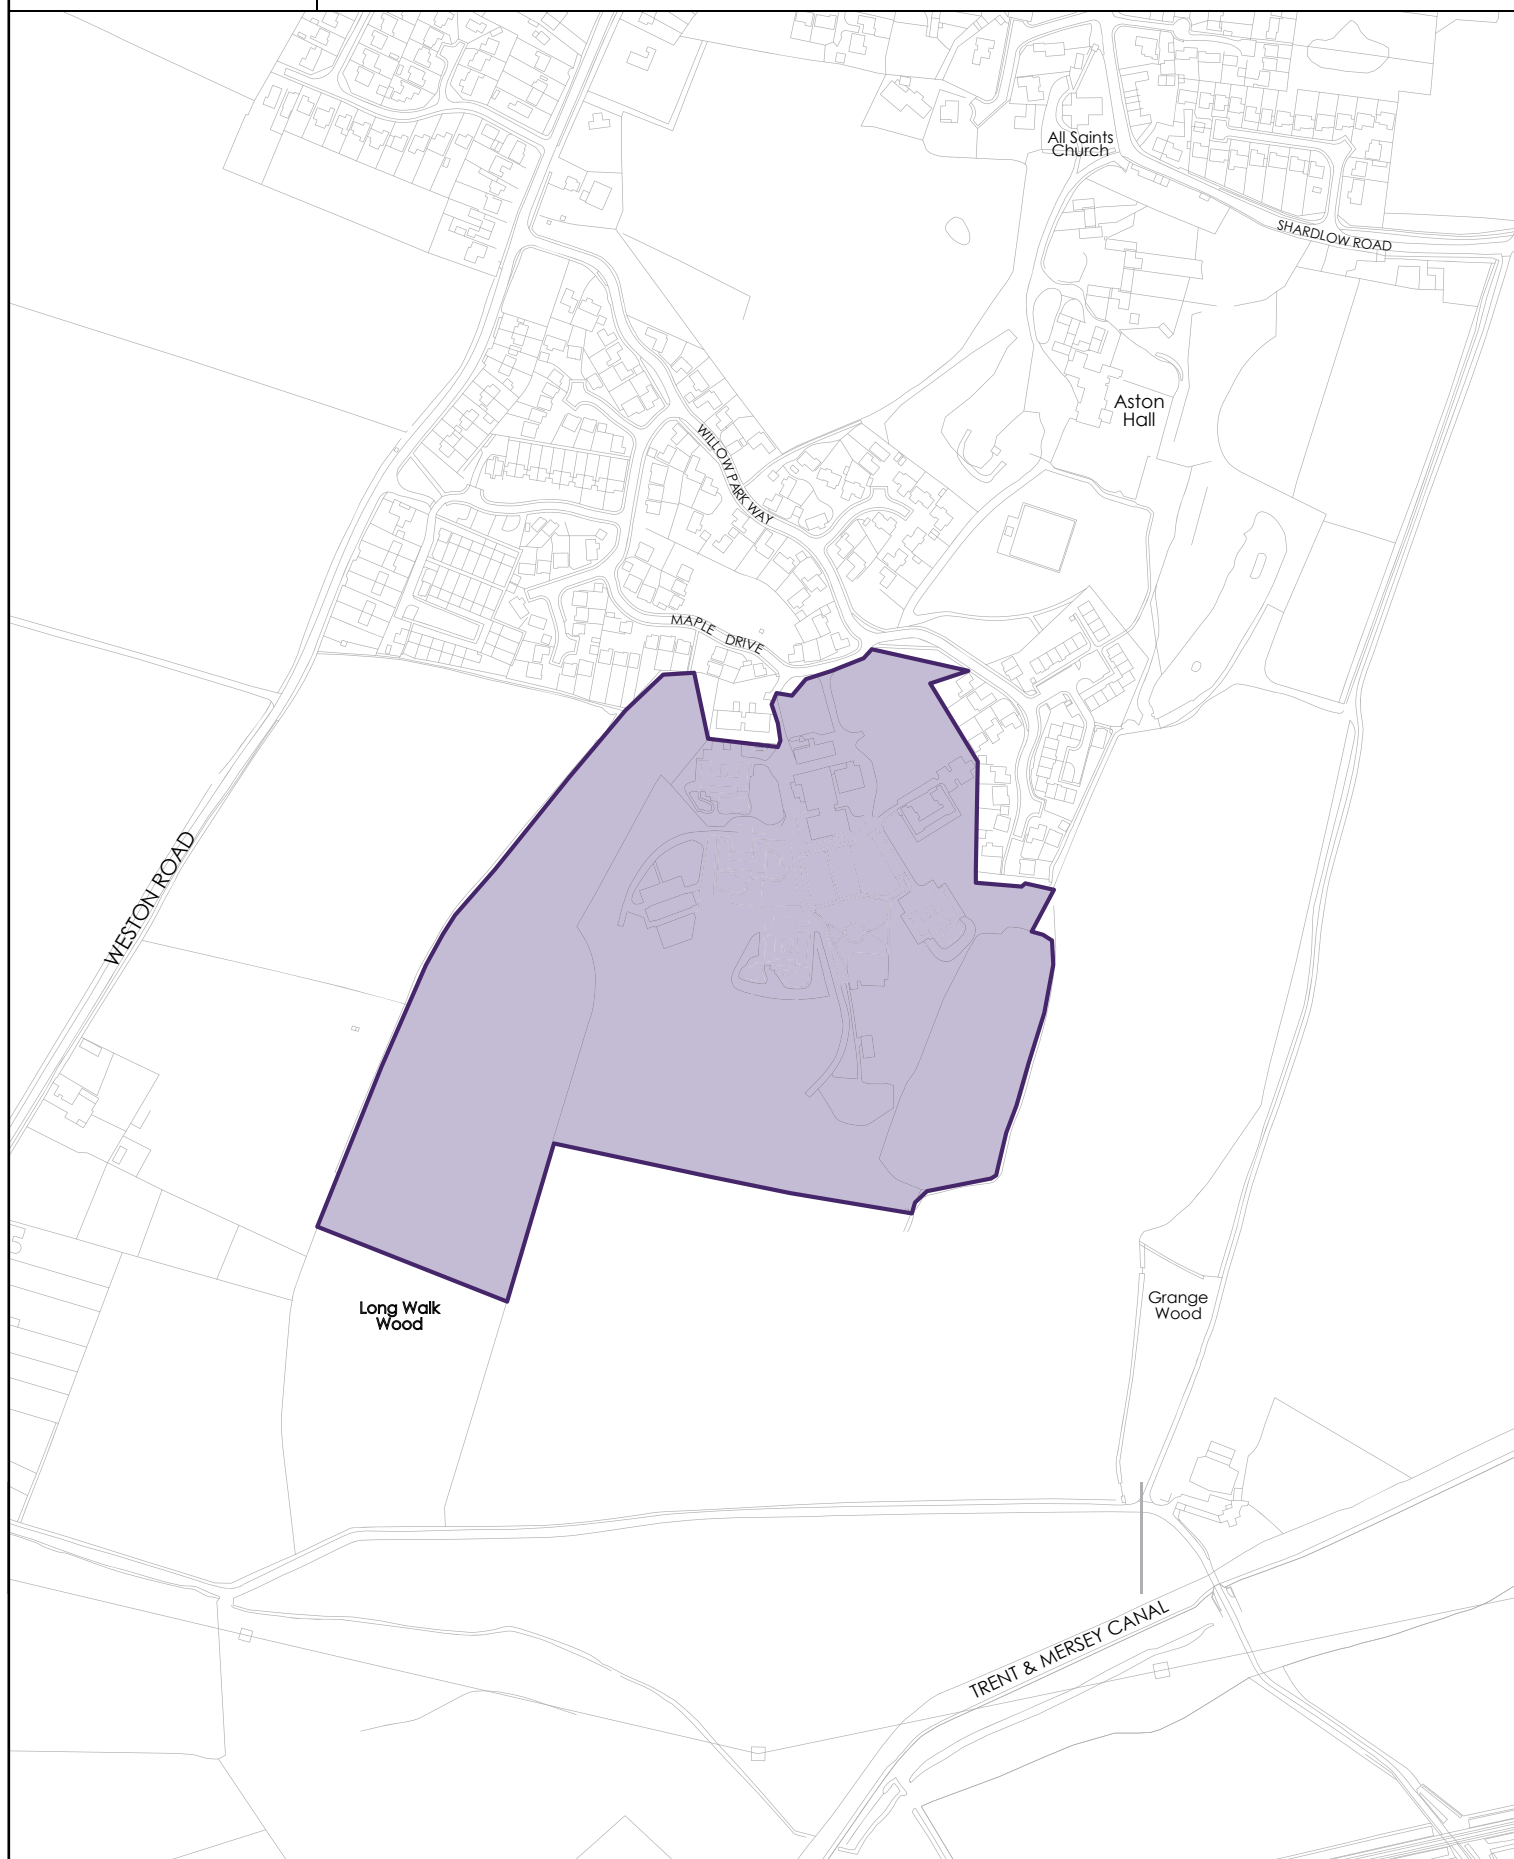 All Saints
Church
SHARDLOW ROAD
Aston
Hall
WILLOW PARK WAY
MAPLE DRIVE
WESTON ROAD
Grange
Wood
Long Walk
Wood
TRENT & MERSEY CANAL